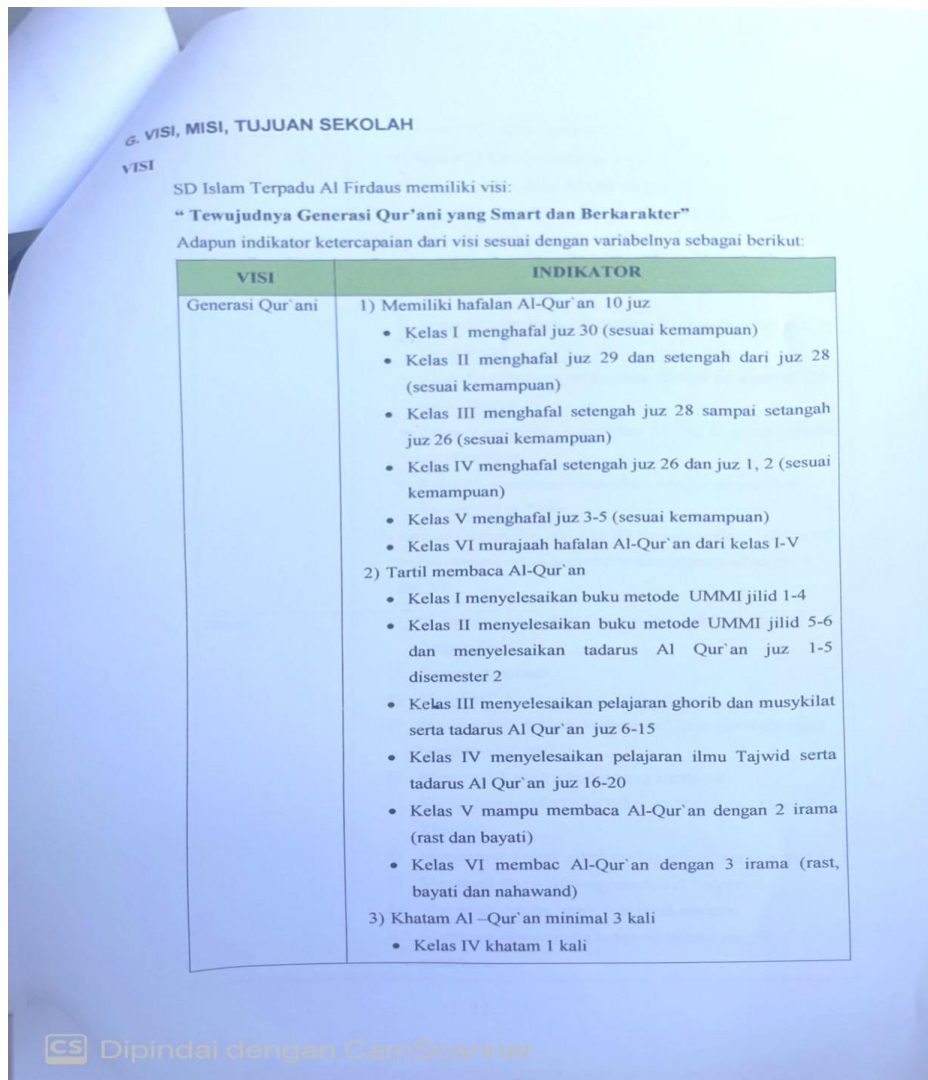 G. VISI, MISI, TUJUAN SEKOLAH
VISI
SD Islam Terpadu Al Firdaus memiliki visi:
“ Tewujudnya Generasi Qur’ani yang Smart dan Berkarakter”
Adapun indikator ketercapaian dari visi sesuai dengan variabelnya sebagai berikut:
VISI INDIKATOR
Generasi Qur`ani 1) Memiliki hafalan Al-Qur`an 10 juz
• Kelas I menghafal juz 30 (sesuai kemampuan)
• Kelas II menghafal juz 29 dan setengah dari juz 28
(sesuai kemampuan)
• Kelas III menghafal setengah juz 28 sampai setangah
juz 26 (sesuai kemampuan)
• Kelas IV menghafal setengah juz 26 dan juz 1, 2 (sesuai
kemampuan)
• Kelas V menghafal juz 3-5 (sesuai kemampuan)
• Kelas VI murajaah hafalan Al-Qur`an dari kelas I-V
2) Tartil membaca Al-Qur`an
• Kelas I menyelesaikan buku metode UMMI jilid 1-4
• Kelas II menyelesaikan buku metode UMMI jilid 5-6
dan menyelesaikan tadarus Al Qur`an juz 1-5
disemester 2
• Kelas III menyelesaikan pelajaran ghorib dan musykilat
serta tadarus Al Qur`an juz 6-15
• Kelas IV menyelesaikan pelajaran ilmu Tajwid serta
tadarus Al Qur`an juz 16-20
• Kelas V mampu membaca Al-Qur`an dengan 2 irama
(rast dan bayati)
• Kelas VI membac Al-Qur`an dengan 3 irama (rast,
bayati dan nahawand)
3) Khatam Al –Qur`an minimal 3 kali
• Kelas IV khatam 1 kali
CS Dipindai dengan CamScanner